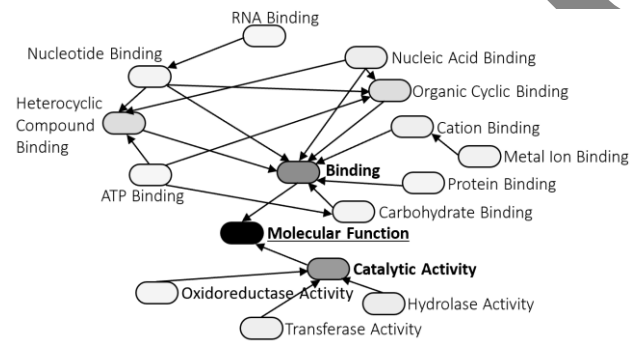 RNA Binding
Nucleotide Binding
Nucleic Acid Binding
Organic Cyclic Binding
Heterocyclic
Compound
Binding
Cation Binding
Metal Ion Binding
Binding
Protein Binding
ATP Binding
Carbohydrate Binding
Molecular Function
Catalytic Activity
Oxidoreductase Activity
Hydrolase Activity
Transferase Activity